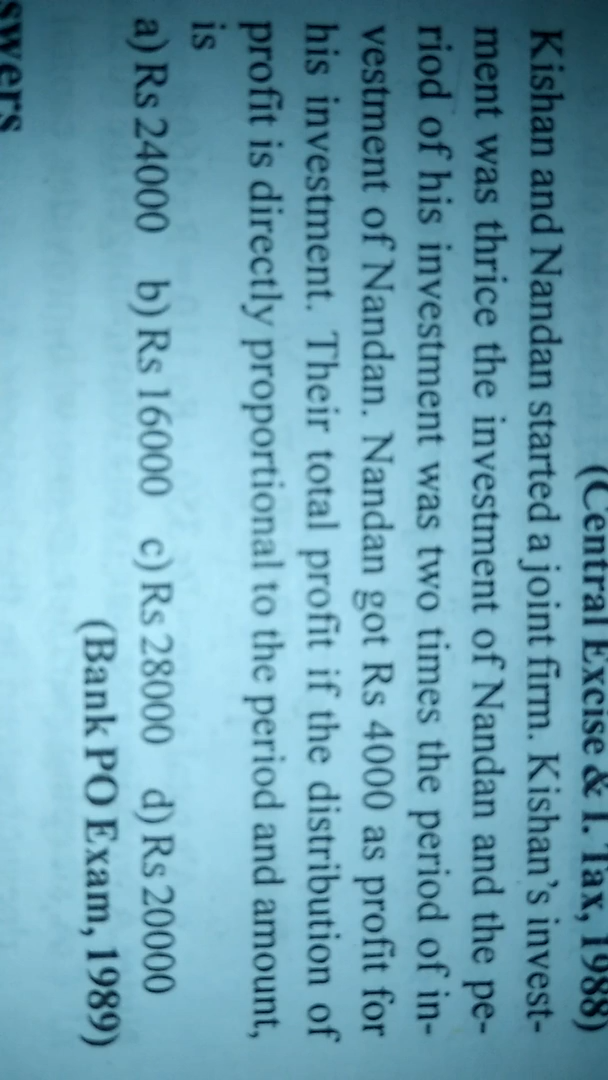 (Central Excise & I. Tax, 1988)
Kishan and Nandan started a joint firm. Kishan's invest-
ment was thrice the investment of Nandan and the pe-
riod of his investment was two times the period of in-
vestment of Nandan. Nandan got Rs 4000 as profit for
his investment. Their total profit if the distribution of
profit is directly proportional to the period and amount,
is
a) Rs 24000 b) Rs 16000 c) Rs 28000 d) Rs 20000
(Bank PO Exam, 1989)
swers